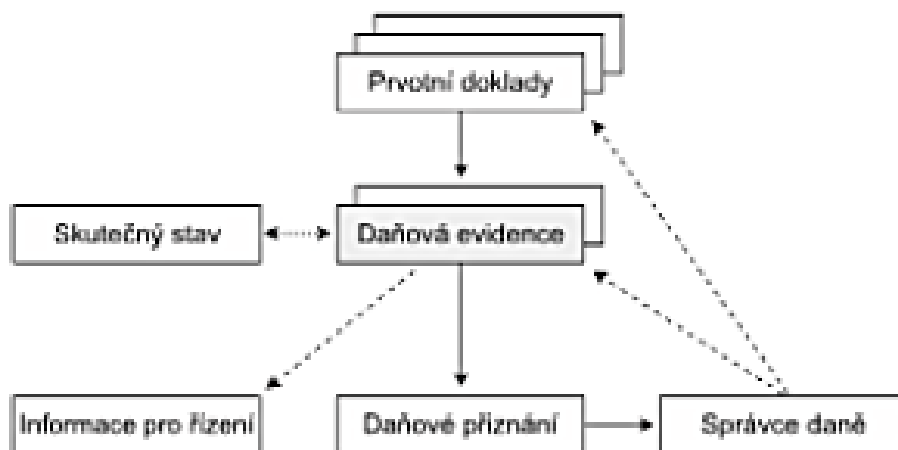 Prvotní doklady
Skutečný stav
Daňová evidence
Informace pro řízení
Daňové přiznání
Správce daně